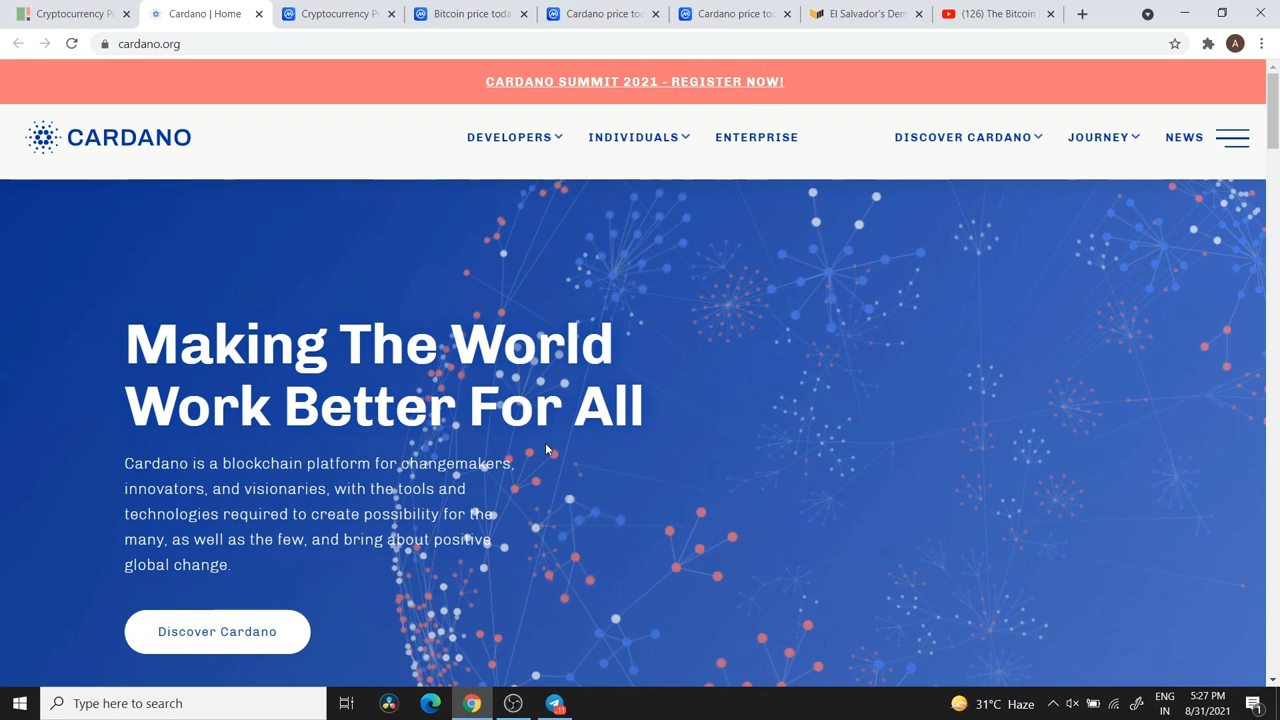 Cryptocurrency P
Cardano | Home
Cryptocurrency P
Bitcoin price toda
Cardano price too
Cardano price too
El Salvador's Dem
(126) The Bitcoin
cardano.org
A
CARDANO SUMMIT 2021 - REGISTER NOW!
CARDANO
DEVELOPERS
INDIVIDUALS
ENTERPRISE
DISCOVER CARDANO
JOURNEY
NEWS
Making The World
Work Better For All
Cardano is a blockchain platform for changemakers,
innovators, and visionaries, with the tools and
technologies required to create possibility for the
many, as well as the few, and bring about positive
global change.
Discover Cardano
Type here to search
31°C Haze
ENG
IN
5:27 PM
8/31/2021
1